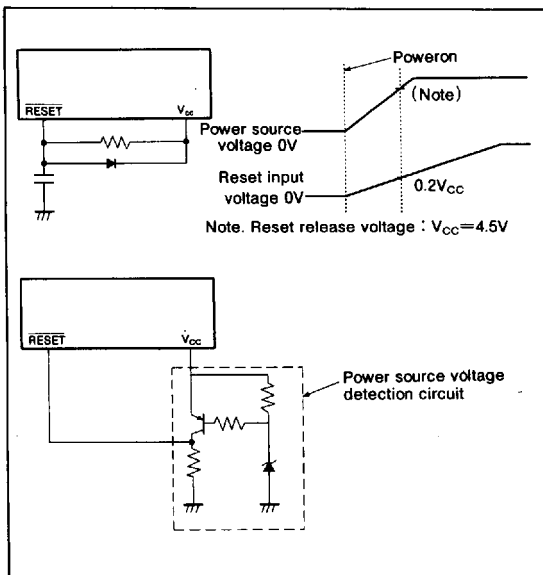 Poweron
RESET
Vcc
(Note)
Power source
voltage 0V
Reset input
voltage 0V
0.2Vcc
Note. Reset release voltage : Vcc=4.5V
RESET
Vcc
Power source voltage
detection circuit